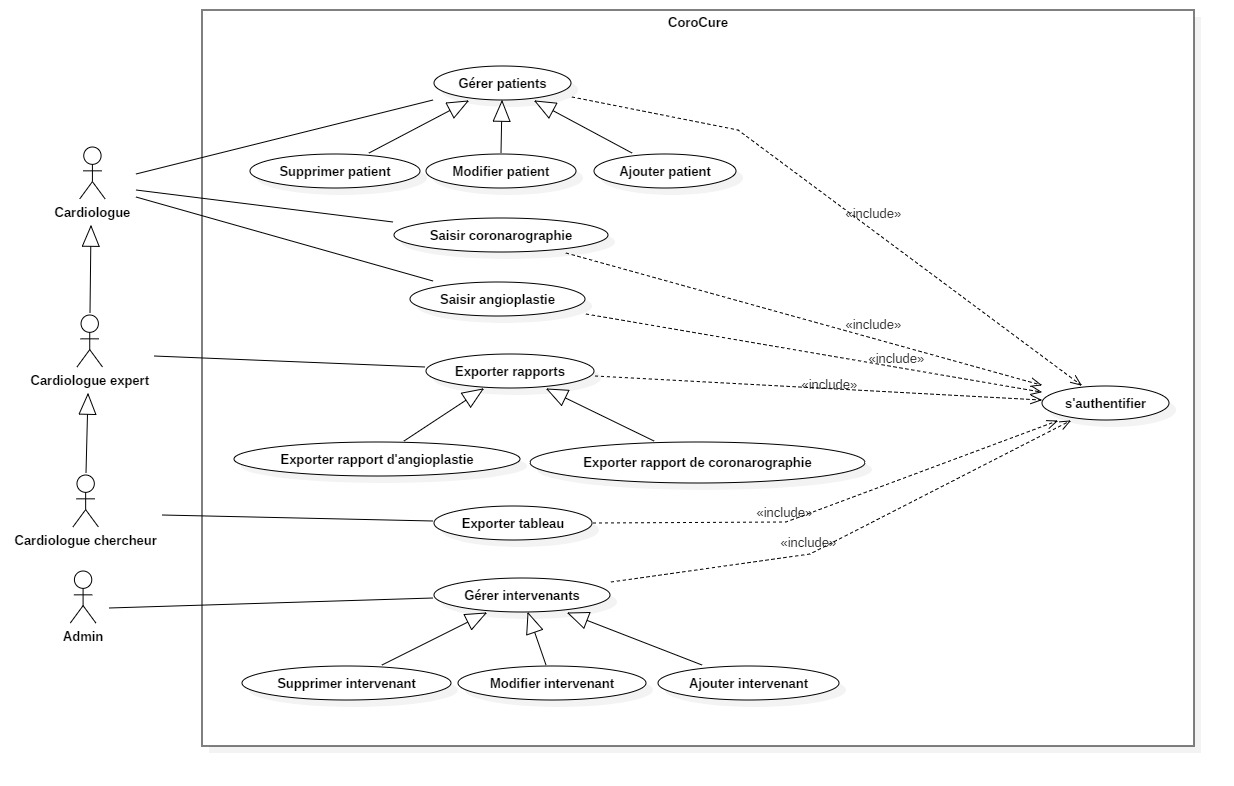 CoroCure
Gérer patients
Supprimer patient
Modifier patient
Ajouter patient
Cardiologue
«include»
Saisir coronarographie
Saisir angioplastie
«include»
«include»
Cardiologue expert
Exporter rapports
«include»
s'authentifier
Exporter rapport d'angioplastie
Exporter rapport de coronarographie
Cardiologue chercheur
Exporter tableau
«include»
«include»
Admin
Gérer intervenants
Supprimer intervenant
Modifier intervenant
Ajouter intervenant